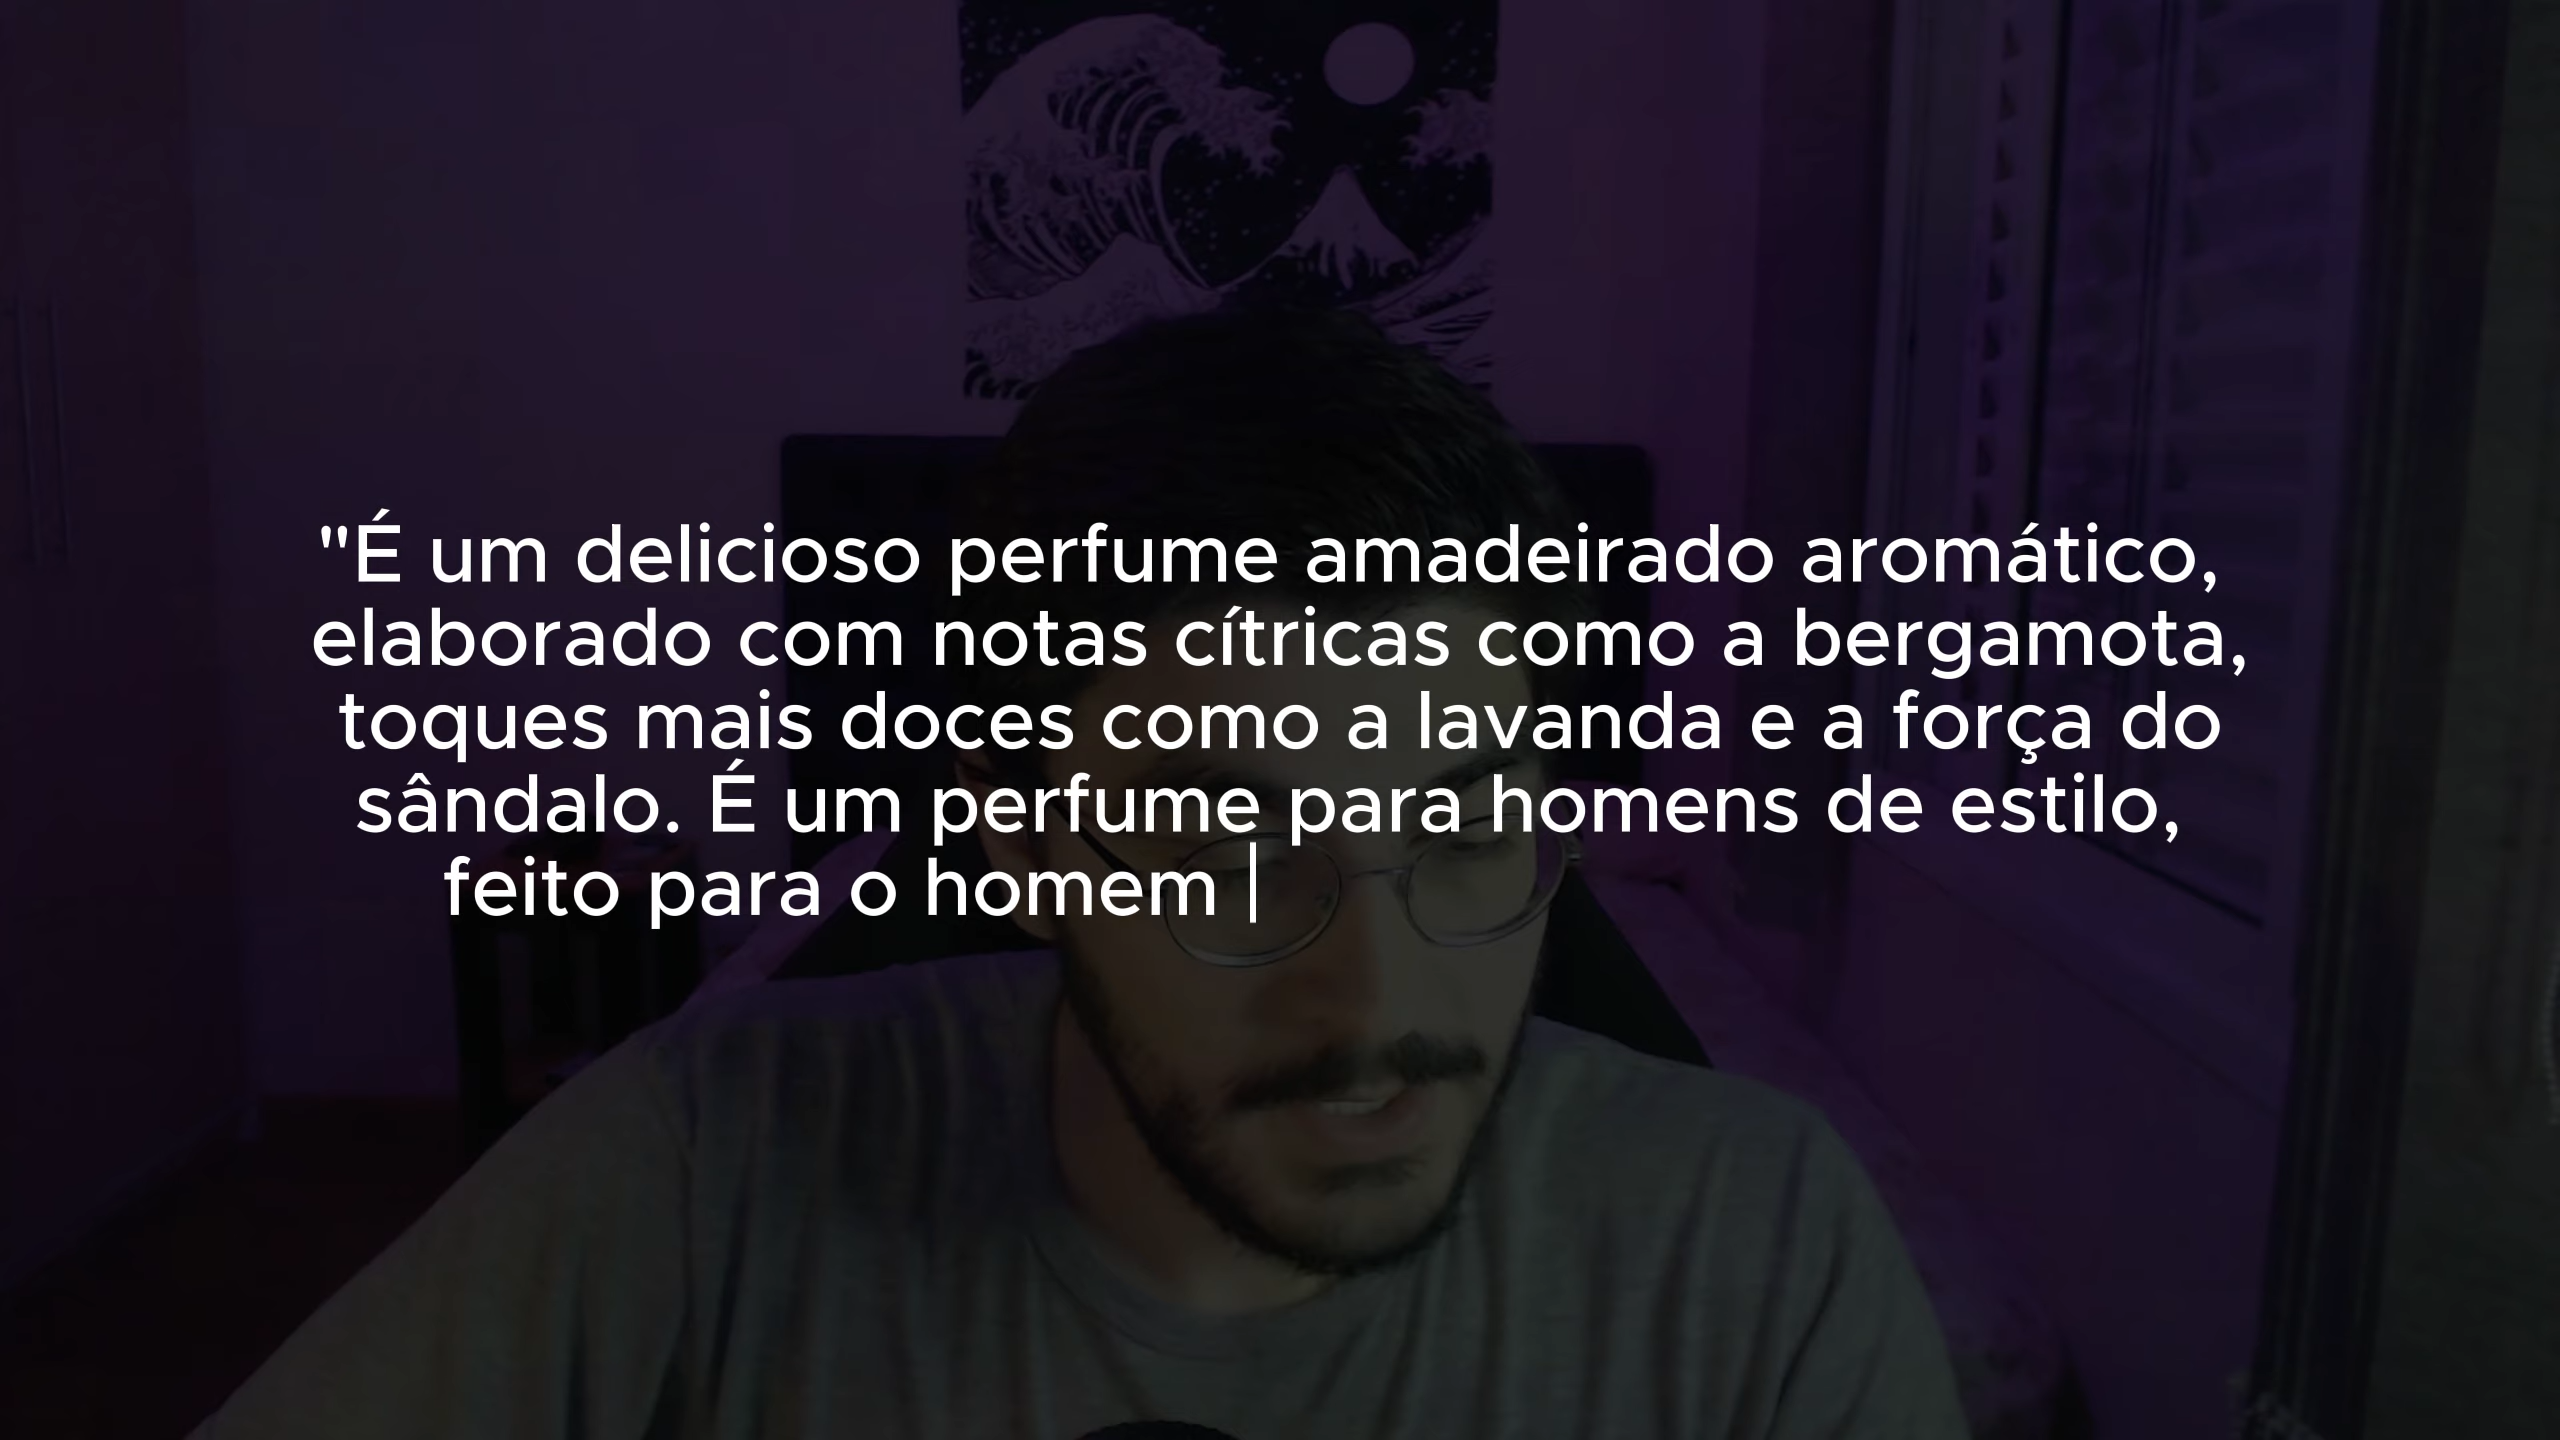 "É um delicioso perfume amadeirado aromático,
elaborado com notas cítricas como a bergamota,
toques mais doces como a lavanda e a força do
sândalo. É um perfume para homens de estilo,
feito para o homem